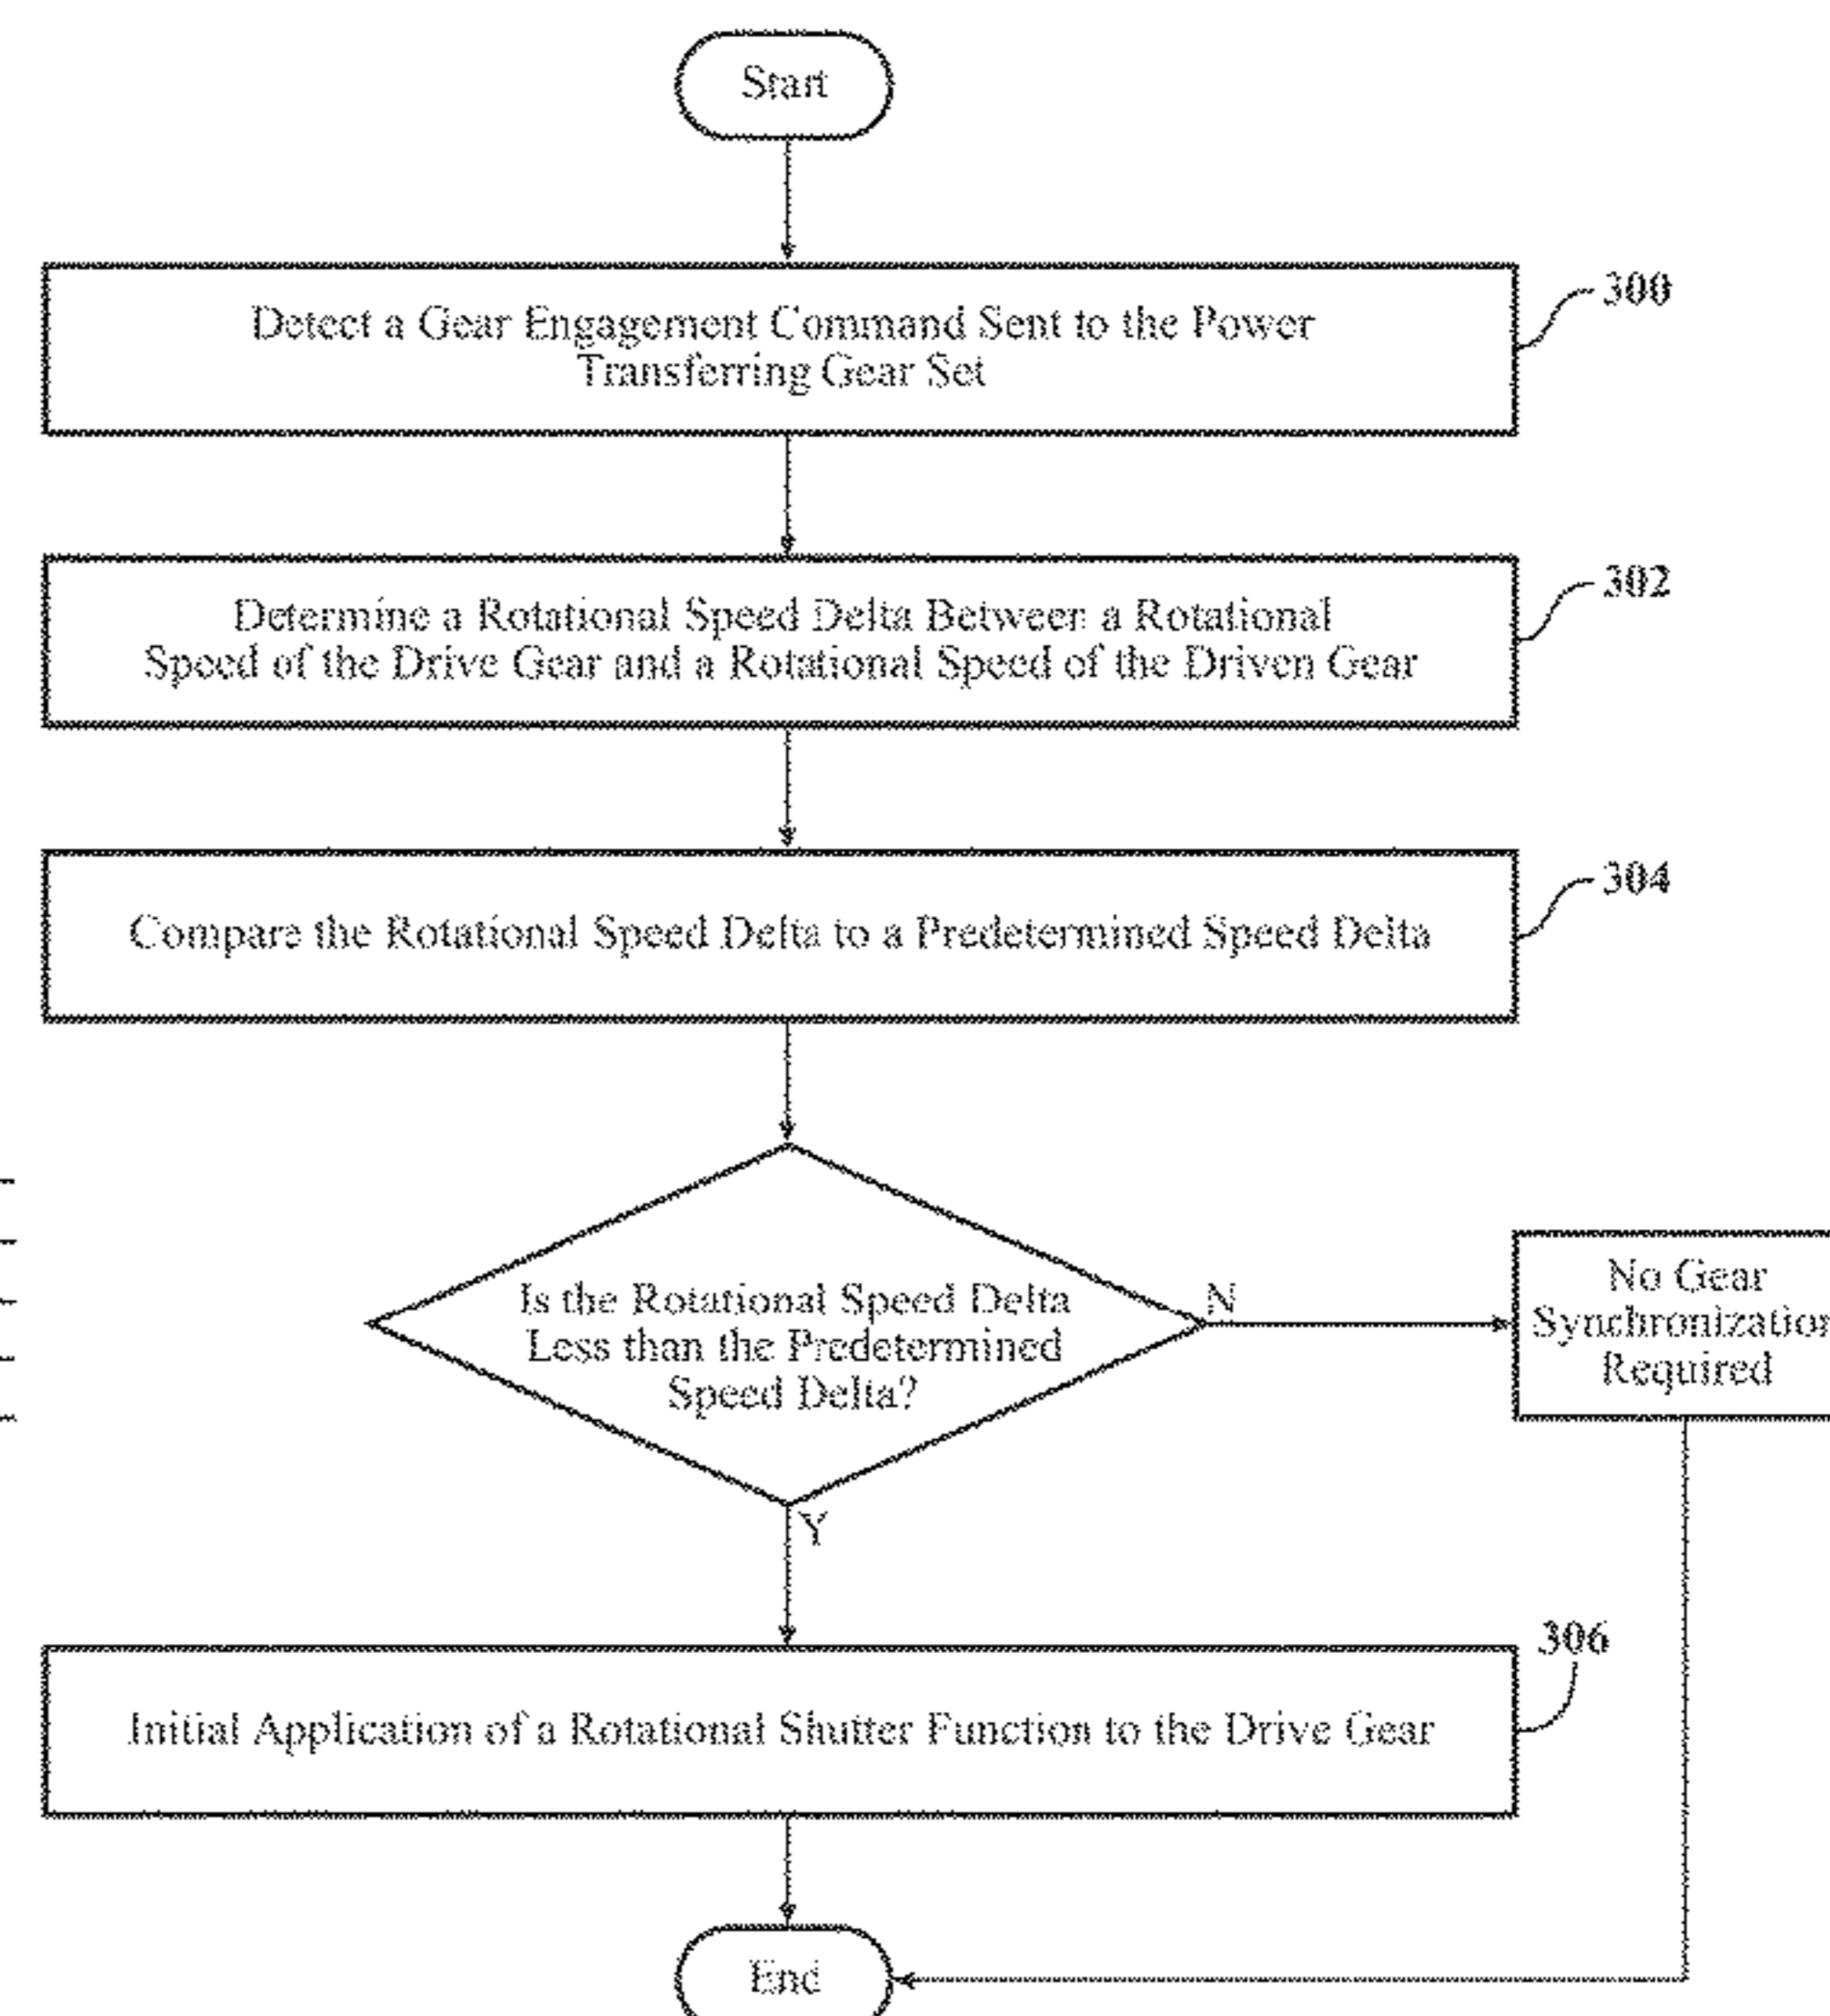 Start
Detect a Gear Engagement Command Sent to the Power
Transferring Gear Set
300
Determine a Rotational Speed Delta Between a Rotational
Speed of the Drive Gear and a Rotational Speed of the Driven Gear
302
Compare the Rotational Speed Delta to a Predetermined Speed Delta
304
Is the Rotational Speed Delta
Less than the Predetermined
Speed Delta?
N
No Gear
Synchronization
Required
Y
306
Initial Application of a Rotational Shutter Function to the Drive Gear
End